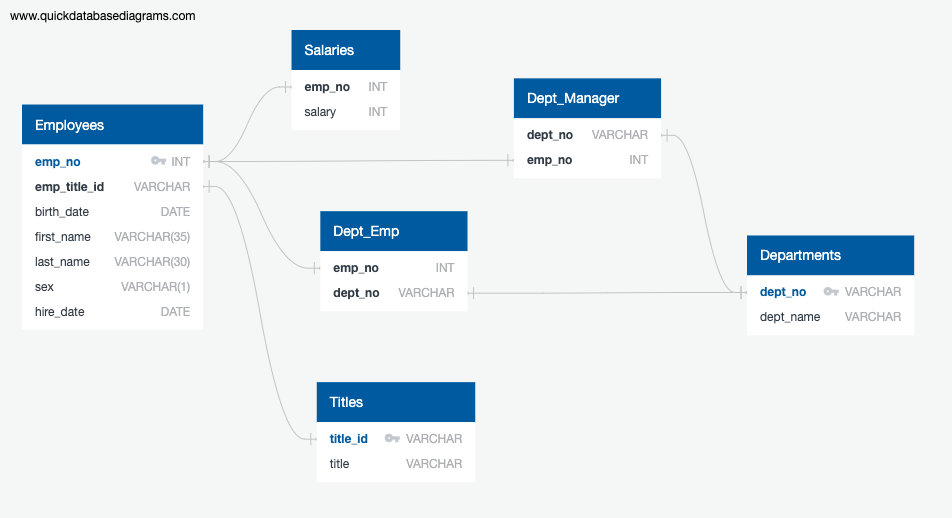 www.quickdatabasediagrams.com
Employees
emp_no INT
emp_title_id VARCHAR
birth_date DATE
first_name VARCHAR(35)
last_name VARCHAR(30)
sex VARCHAR(1)
hire_date DATE
Salaries
emp_no INT
salary INT
Dept_Manager
dept_no VARCHAR
emp_no INT
Dept_Emp
emp_no INT
dept_no VARCHAR
Departments
dept_no VARCHAR
dept_name VARCHAR
Titles
title_id VARCHAR
title VARCHAR